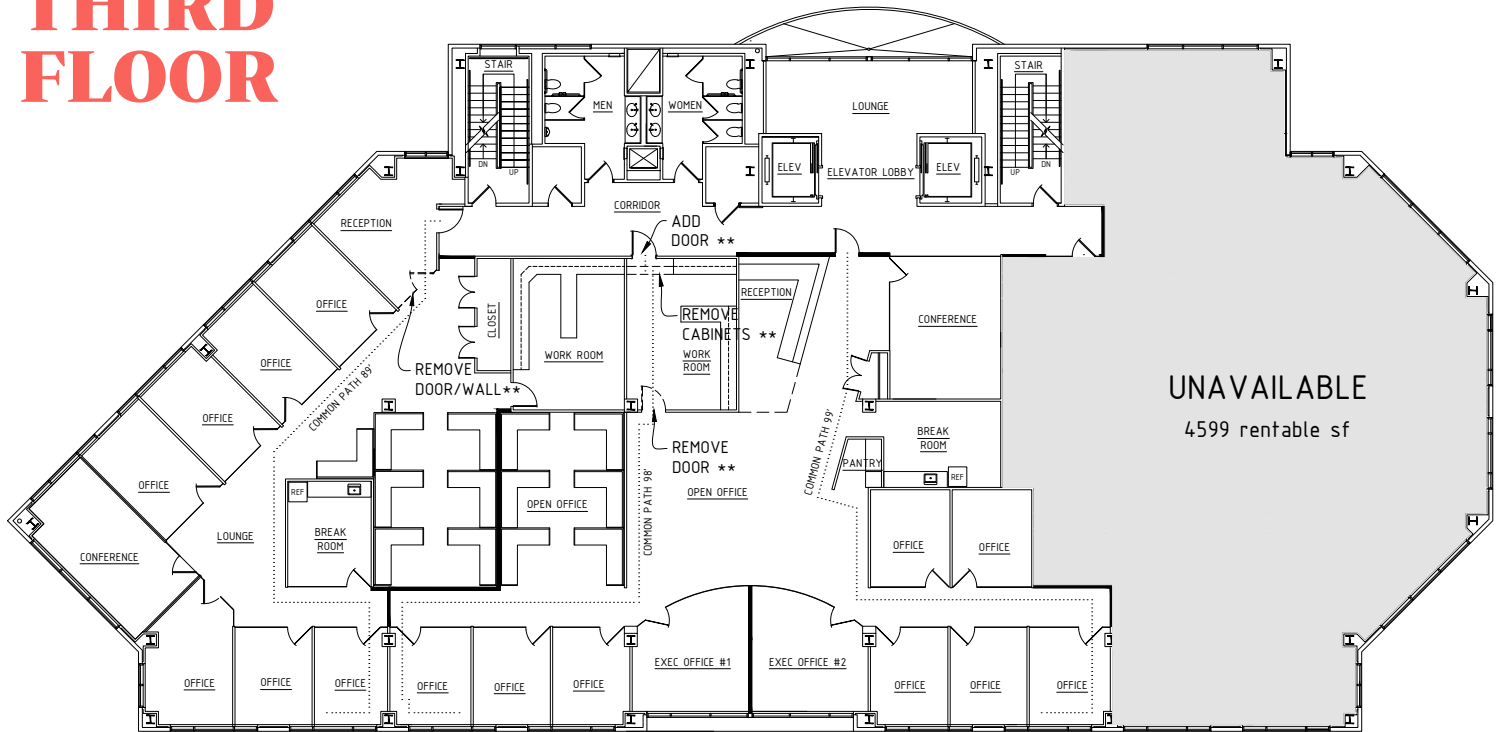 THIRD
FLOOR
STAIR
MEN
WOMEN
LOUNGE
STAIR
DN
UP
ELEV
ELEVATOR LOBBY
ELEV
UP
DN
RECEPTION
CORRIDOR
ADD
DOOR **
OFFICE
CLOSET
RECEPTION
REMOVE
CABINETS **
CONFERENCE
OFFICE
WORK ROOM
WORK
ROOM
REMOVE
DOOR/WALL**
COMMON PATH 89'
OFFICE
UNAVAILABLE
4599 rentable sf
COMMON PATH 99'
BREAK
ROOM
REMOVE
DOOR **
PANTRY
REF
OFFICE
REF
OPEN OFFICE
OPEN OFFICE
COMMON PATH 98'
LOUNGE
BREAK
ROOM
CONFERENCE
OFFICE
OFFICE
OFFICE
OFFICE
OFFICE
OFFICE
OFFICE
OFFICE
EXEC OFFICE #1
EXEC OFFICE #2
OFFICE
OFFICE
OFFICE